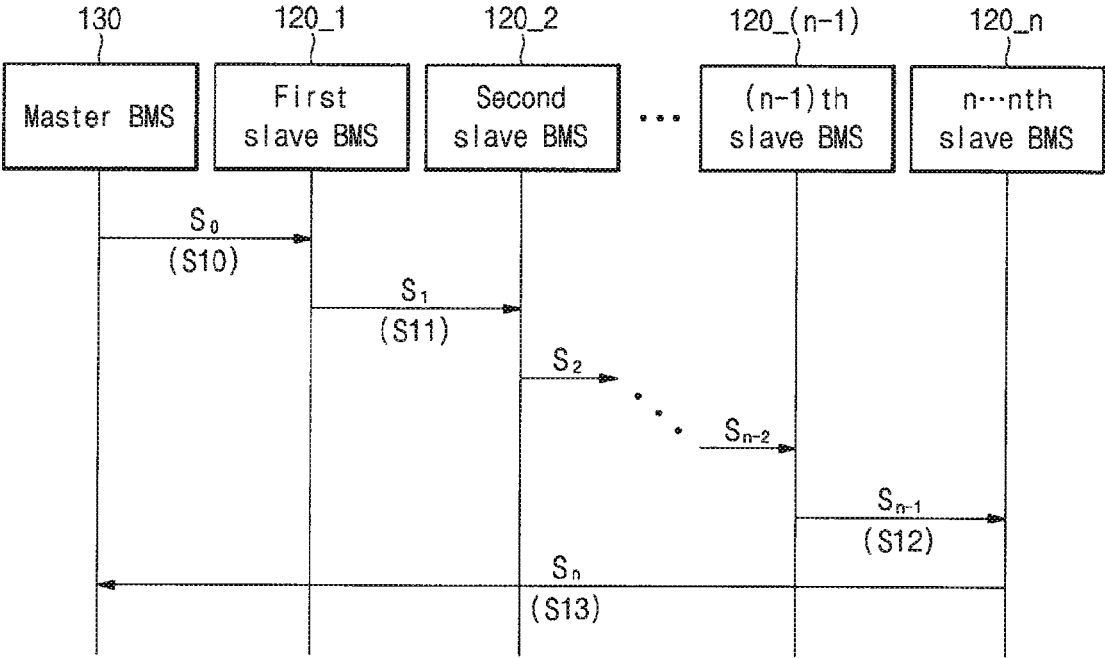 130 120_1 120_2 120_(n-1) 120_n
Master BMS
First
slave BMS
Second
slave BMS
•••
(n-1)th
slave BMS
n···nth
slave BMS
S₀
(S10)
S₁
(S11)
S₂
Sₙ₋₂
Sₙ₋₁
(S12)
Sₙ
(S13)